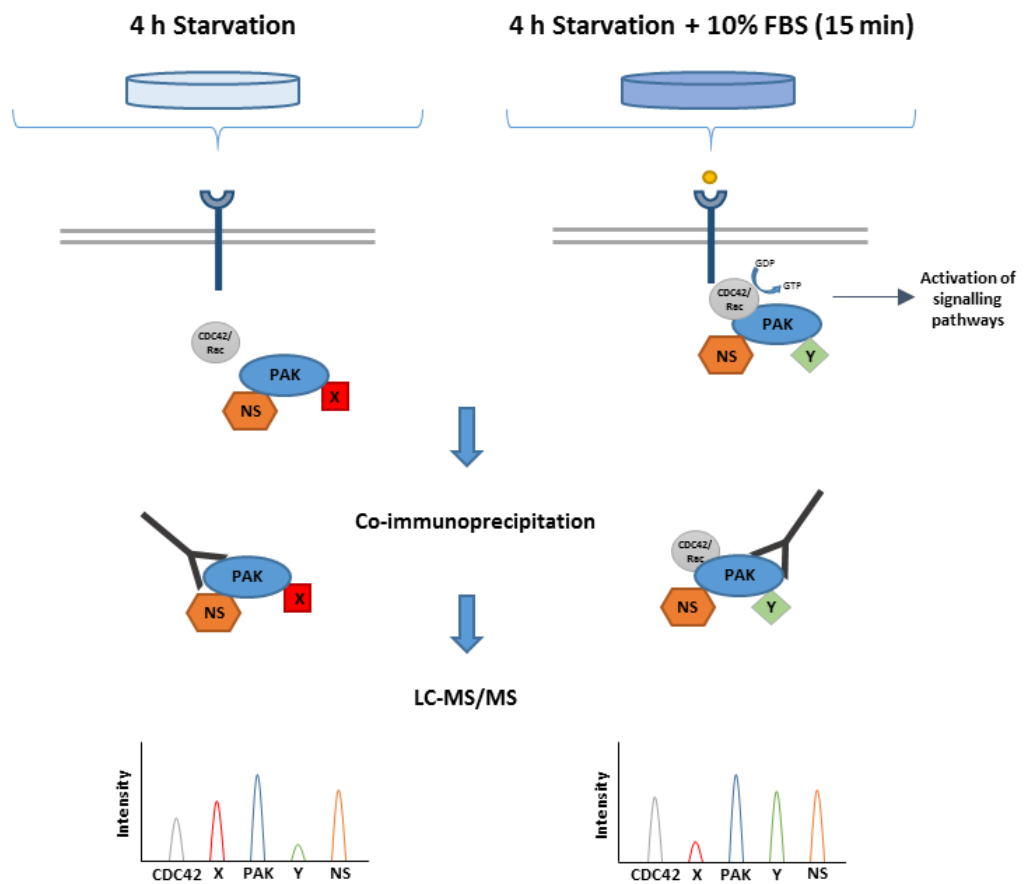 4 h Starvation
4 h Starvation + 10% FBS (15 min)
GDP
GTP
CDC42/
Rac
PAK
NS
Y
Activation of
signalling
pathways
CDC42/
Rac
PAK
NS
X
Co-immunoprecipitation
PAK
NS
X
CDC42/
Rac
PAK
NS
Y
LC-MS/MS
Intensity
CDC42 X PAK Y NS
Intensity
CDC42 X PAK Y NS